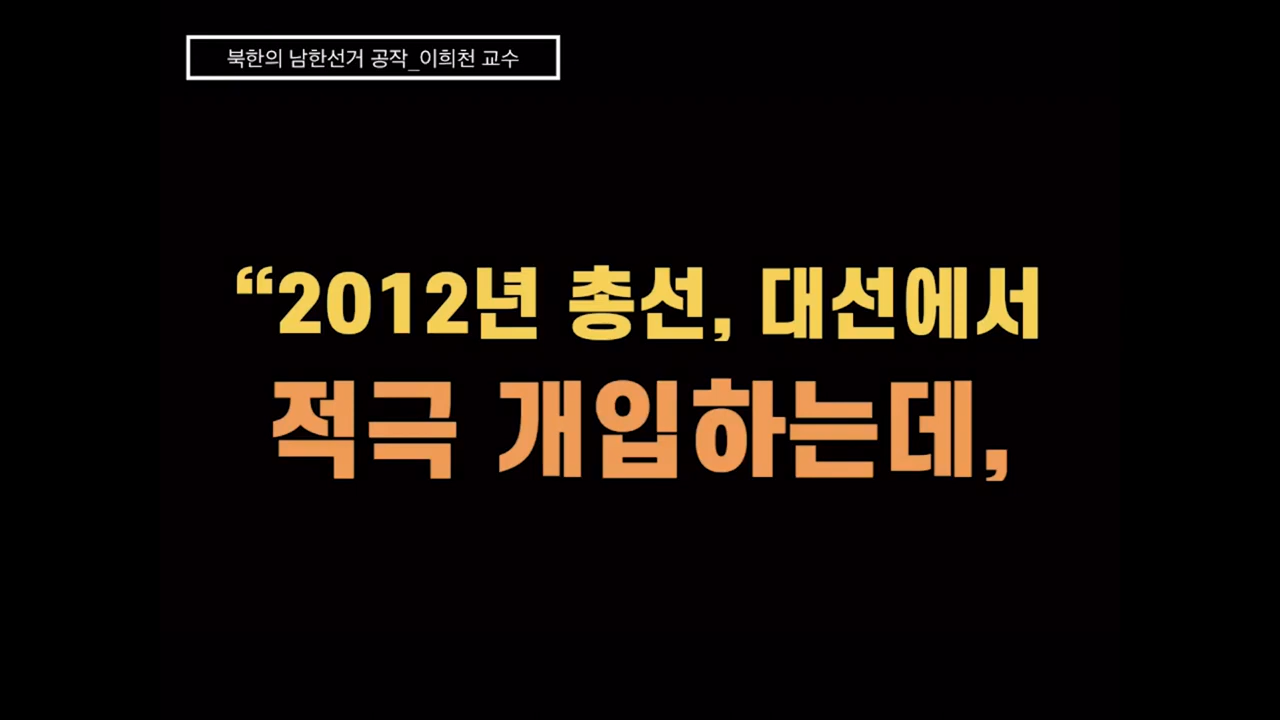 북한의 남한선거 공작_이희천 교수
“2012년 총선, 대선에서
적극 개입하는데,